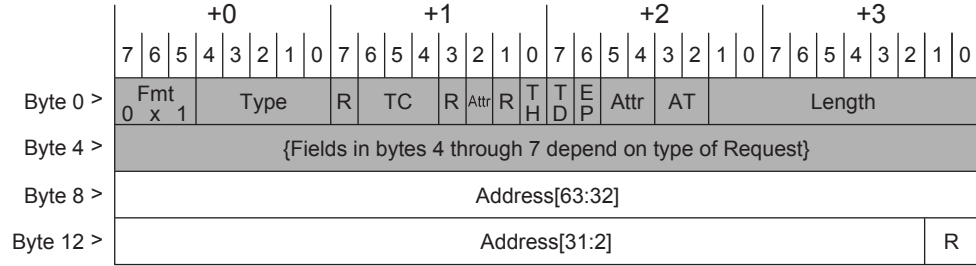 +0 +1 +2 +3
7 6 5 4 3 2 1 0 7 6 5 4 3 2 1 0 7 6 5 4 3 2 1 0 7 6 5 4 3 2 1 0
Byte 0 > Fmt 0 x 1 Type R TC R Attr R TH TD EP Attr AT Length
Byte 4 > {Fields in bytes 4 through 7 depend on type of Request}
Byte 8 > Address[63:32]
Byte 12 > Address[31:2] R